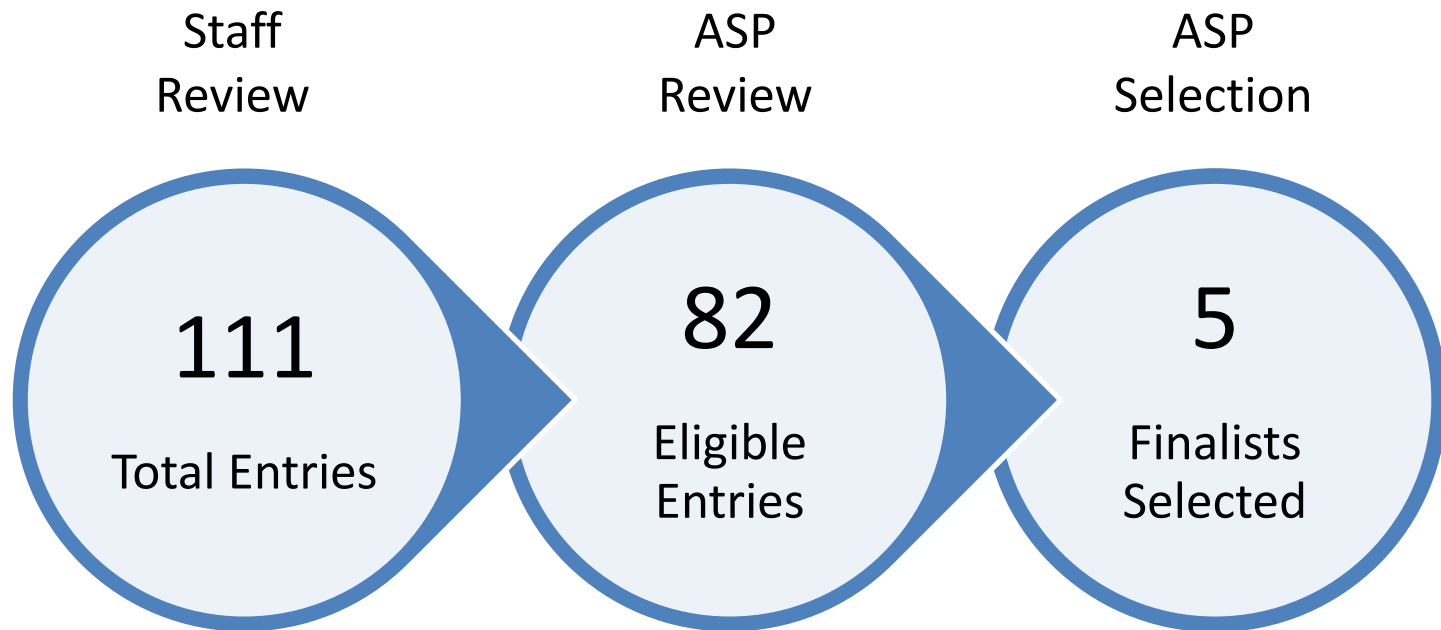 Staff
Review
ASP
Review
ASP
Selection
111
Total Entries
82
Eligible
Entries
5
Finalists
Selected